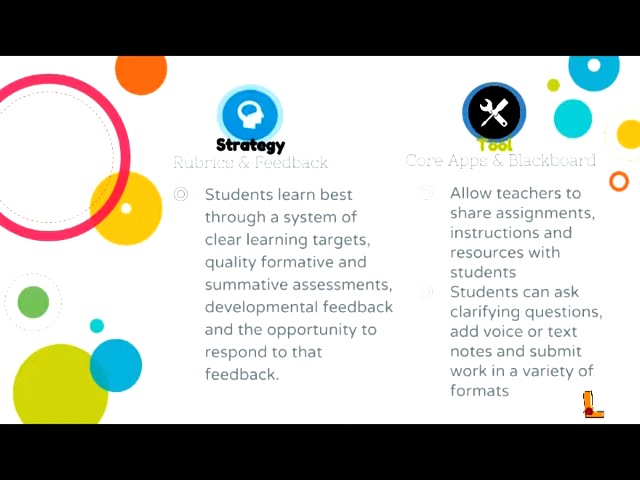 Strategy
Rubrics & Feedback
Students learn best
through a system of
clear learning targets,
quality formative and
summative assessments,
developmental feedback
and the opportunity to
respond to that
feedback.
Tool
Core Apps & Blackboard
Allow teachers to
share assignments,
instructions and
resources with
students
Students can ask
clarifying questions,
add voice or text
notes and submit
work in a variety of
formats